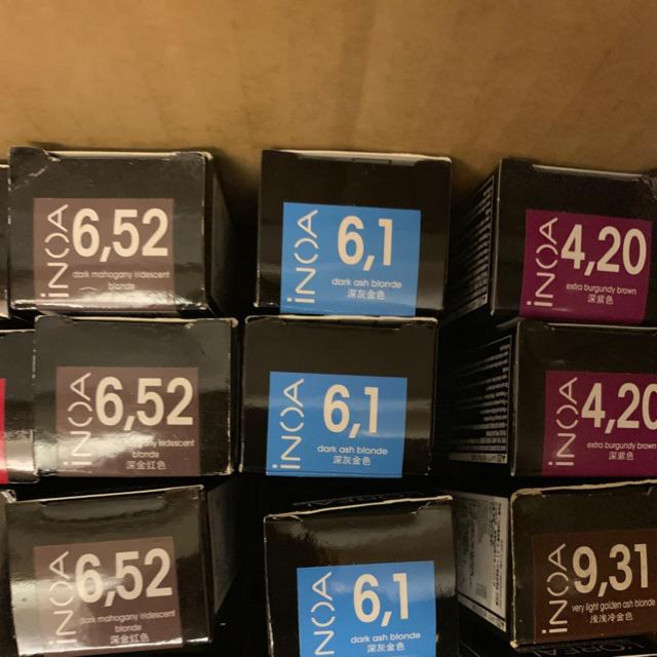 iNOA 6,52
dark mahogany iridescent
blonde
iNOA 6,1
dark ash blonde
深灰金色
iNOA 4,20
extra burgundy brown
深紫色
iNOA 6,52
iridescent
blonde
深金红色
iNOA 6,1
dark ash blonde
深灰金色
iNOA 4,20
extra burgundy brown
深紫色
iNOA 6,52
dark mahogany iridescent
blonde
深金红色
iNOA 6,1
dark ash blonde
深灰金色
iNOA 9,31
very light golden ash blonde
浅浅冷金色
L'ORÉAL